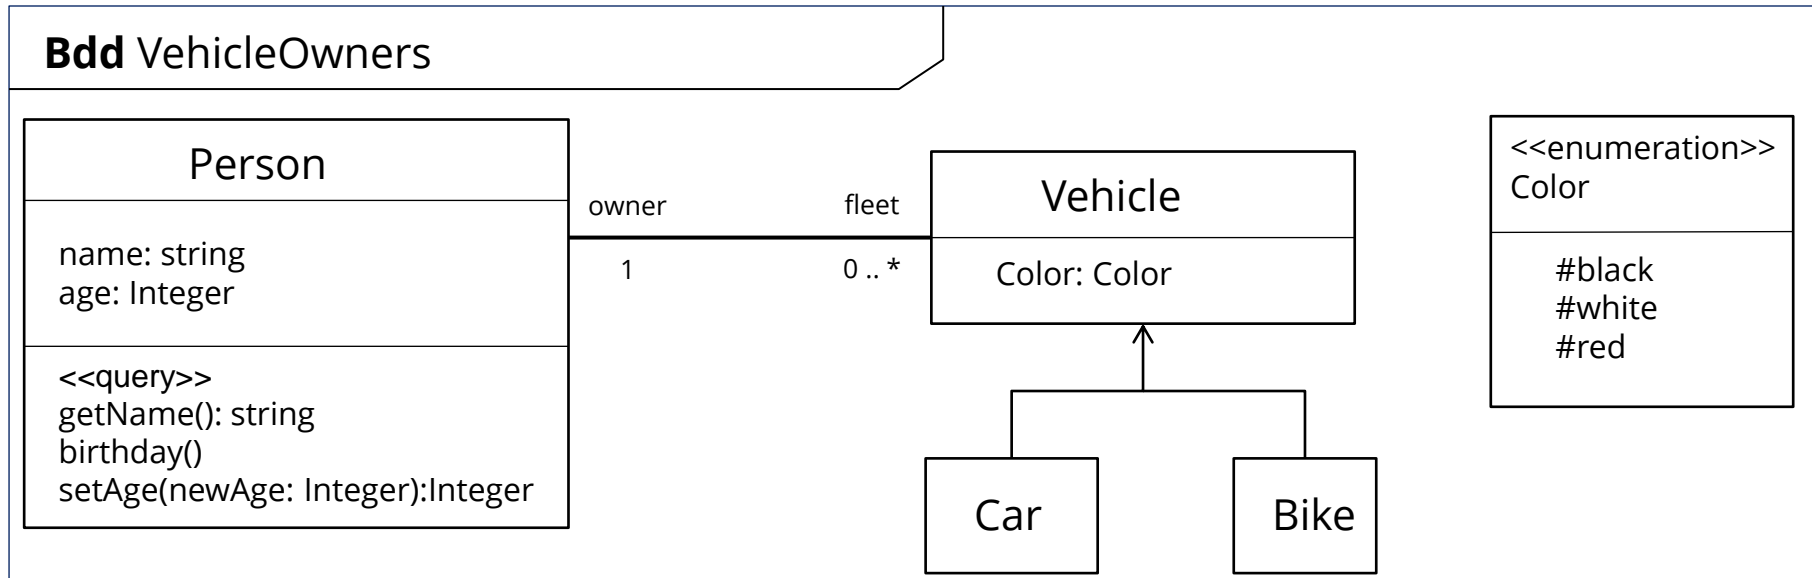 Bdd VehicleOwners
Person
name: string
age: Integer
<<query>>
getName(): string
birthday()
setAge(newAge: Integer):Integer
owner
fleet
1
0 .. *
Vehicle
Color: Color
Car
Bike
<<enumeration>>
Color
#black
#white
#red